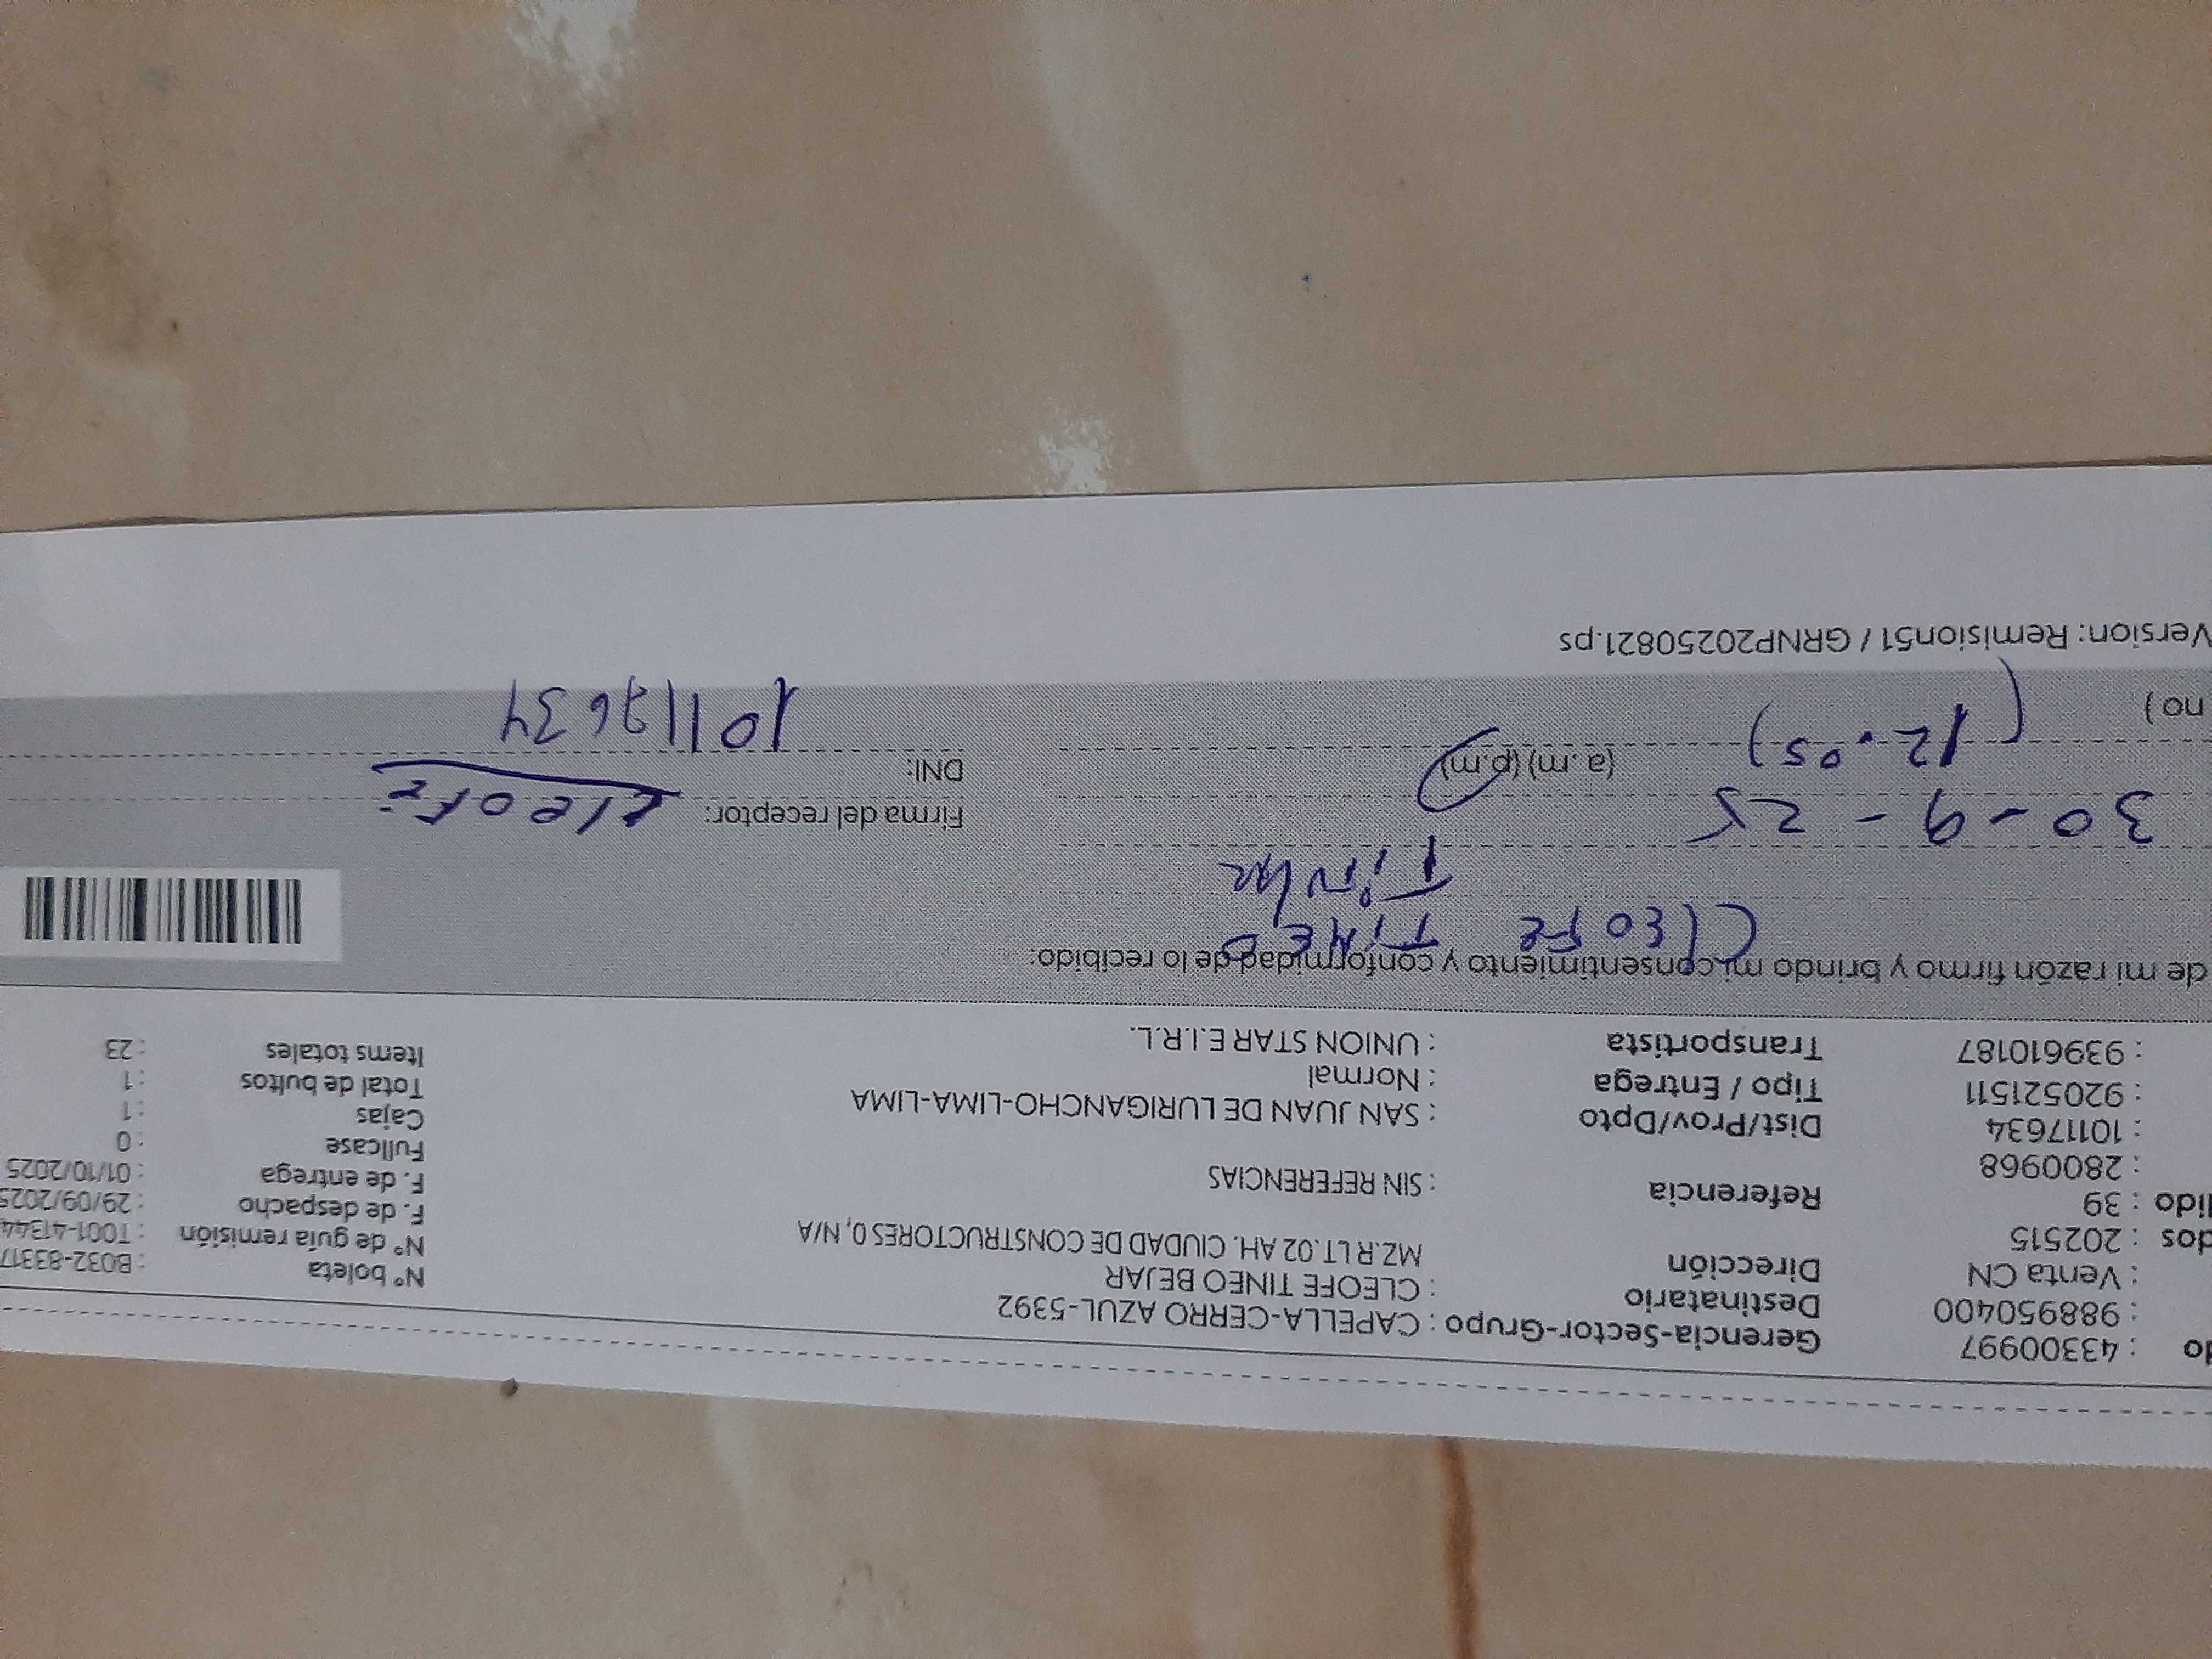 do : 43300997 Gerencia-Sector-Grupo : CAPELLA-CERRO AZUL-5392
: 988950400 Destinatario : CLEOFE TINEO BEJAR Nº boleta : B032-83317
: Venta CN Dirección MZ.R LT.02 AH. CIUDAD DE CONSTRUCTORES 0, N/A Nº de guía remisión : T001-41344
dos : 202515 F. de despacho : 29/09/2025
dido : 39 Referencia : SIN REFERENCIAS F. de entrega : 01/10/2025
: 2800968 Fullcase : 0
: 10117634 Dist/Prov/Dpto : SAN JUAN DE LURIGANCHO-LIMA-LIMA Cajas : 1
: 920521511 Tipo / Entrega : Normal Total de bultos : 1
: 939610187 Transportista : UNION STAR E.I.R.L. Items totales : 23
de mi razón firmo y brindo mi consentimiento y conformidad de lo recibido:
ClEOFE TiNEO
30-9-25 Firma del receptor: cleofe
(12.05) (a.m) (p.m) DNI: 10117634
no )
Version: Remision51 / GRNP20250821.ps